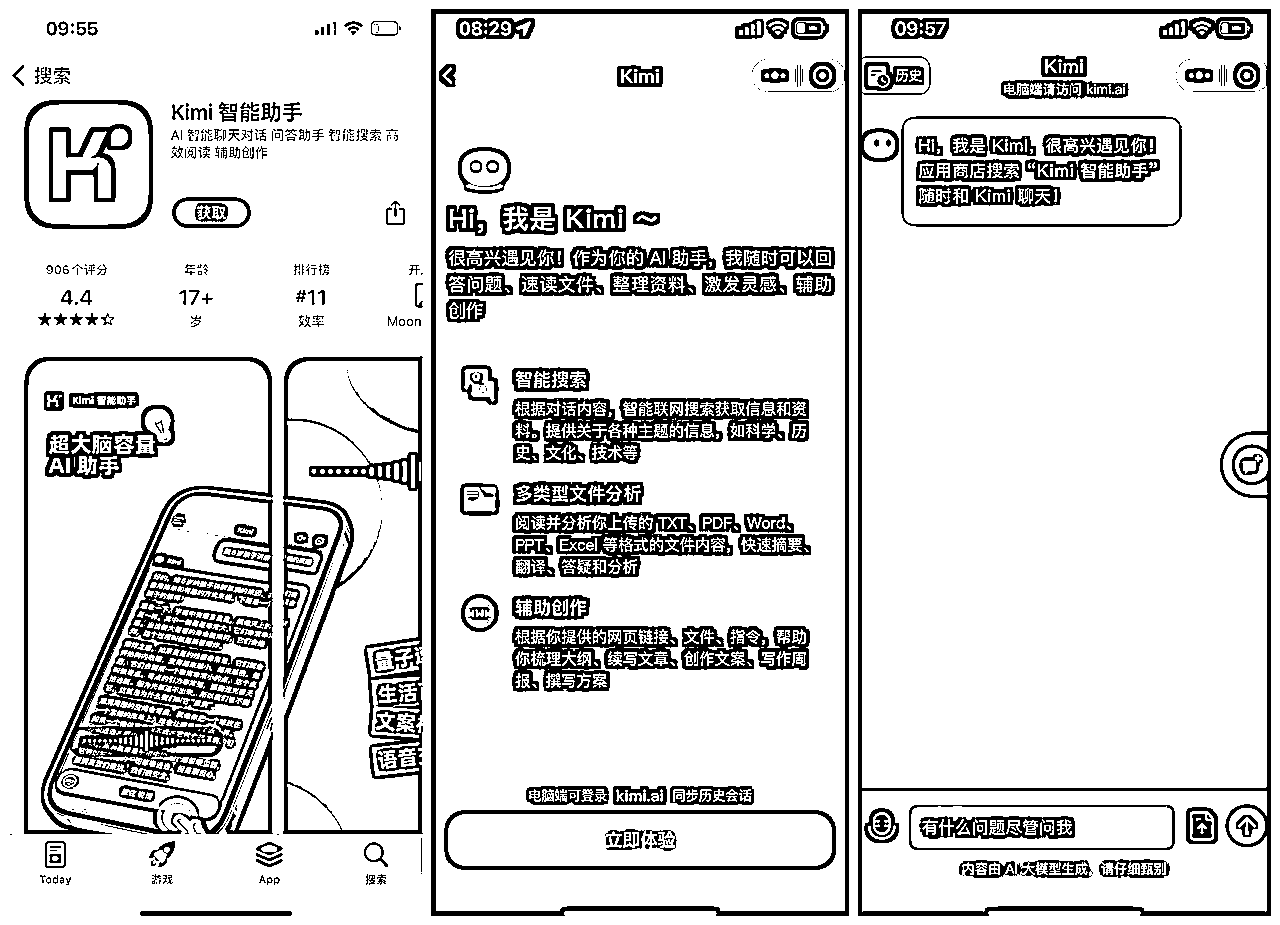 09:55
搜索
Kimi 智能助手
AI 智能聊天对话 问答助手 智能搜索 高
效阅读 辅助创作
获取
906个评分
年龄
排行榜
开
4.4
17+
#11
★★★★☆
岁
效率
Moon
Kimi 智能助手
超大脑容量
AI 助手
Kimi
量子
生活
文案
语音
Today
游戏
App
搜索
08:29
Kimi
Hi，我是 Kimi ～
很高兴遇见你！作为你的 AI 助手，我随时可以回
答问题、速读文件、整理资料、激发灵感、辅助
创作
智能搜索
根据对话内容，智能联网搜索获取信息和资
料，提供关于各种主题的信息，如科学、历
史、文化、技术等
多类型文件分析
阅读并分析你上传的 TXT、PDF、Word、
PPT、Excel 等格式的文件内容，快速摘要、
翻译、答疑和分析
辅助创作
根据你提供的网页链接、文件、指令，帮助
你梳理大纲、续写文章、创作文案、写作周
报、撰写方案
电脑端可登录 kimi.ai 同步历史会话
立即体验
09:57
历史
Kimi
电脑端请访问 kimi.ai
Hi，我是 Kimi，很高兴遇见你！
应用商店搜索 “Kimi 智能助手”
随时和 Kimi 聊天！
有什么问题尽管问我
内容由 AI 大模型生成，请仔细甄别